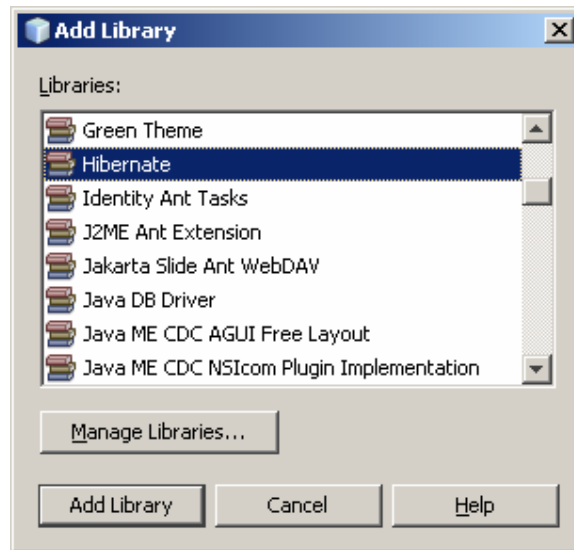 Add Library
Libraries:
Green Theme
Hibernate
Identity Ant Tasks
J2ME Ant Extension
Jakarta Slide Ant WebDAV
Java DB Driver
Java ME CDC AGUI Free Layout
Java ME CDC NSIcom Plugin Implementation
Manage Libraries...
Add Library Cancel Help